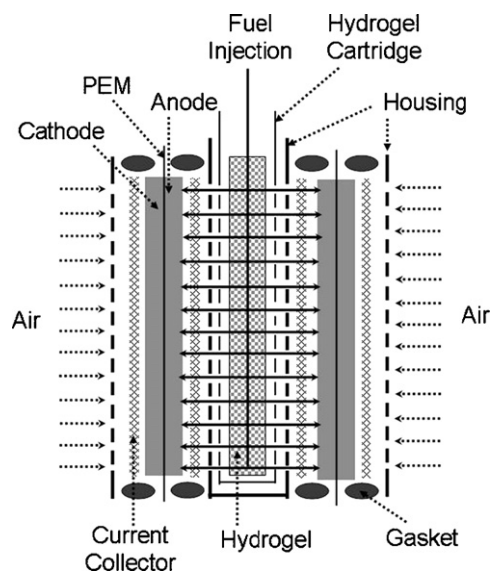 Fuel
Injection
Hydrogel
Cartridge
PEM
Anode
Housing
Cathode
Air
Air
Current
Collector
Hydrogel
Gasket